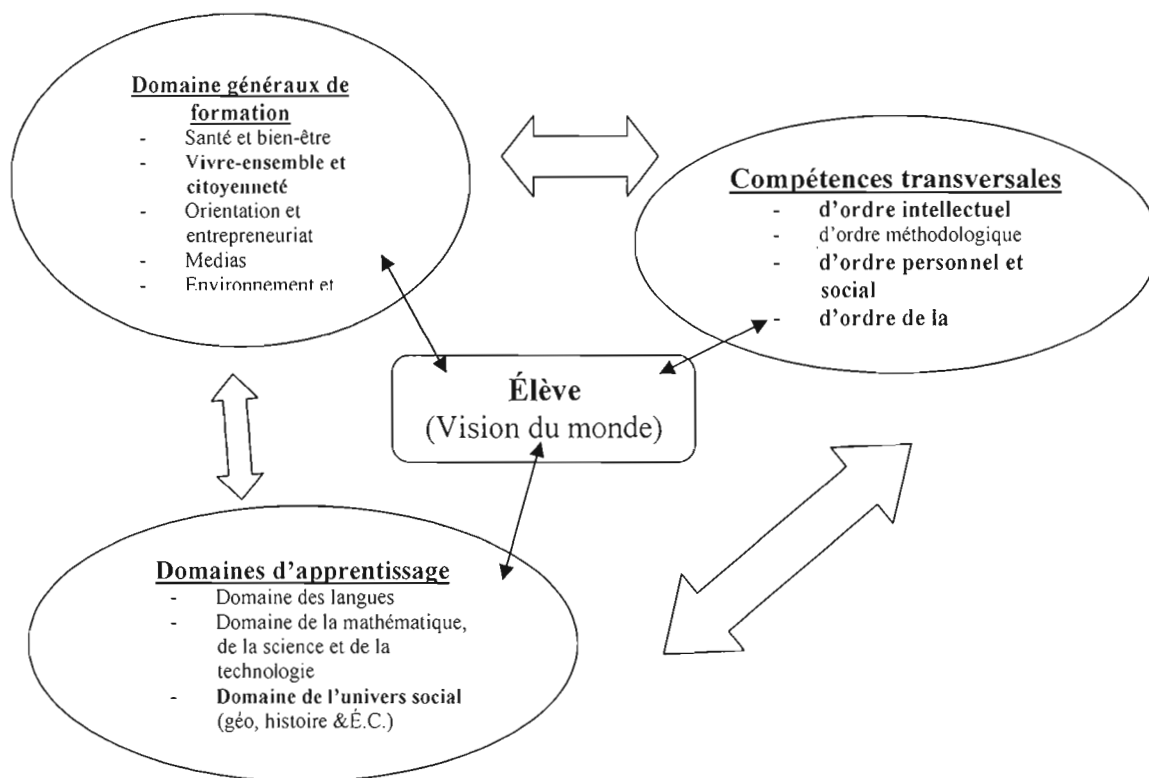 Domaine généraux de
formation
- Santé et bien-être
- Vivre-ensemble et
citoyenneté
- Orientation et
entrepreneuriat
- Medias
- Environnement et
Compétences transversales
- d'ordre intellectuel
- d'ordre méthodologique
- d'ordre personnel et
social
- d'ordre de la
Élève
(Vision du monde)
Domaines d'apprentissage
- Domaine des langues
- Domaine de la mathématique,
de la science et de la
technologie
- Domaine de l'univers social
(géo, histoire &É.C.)